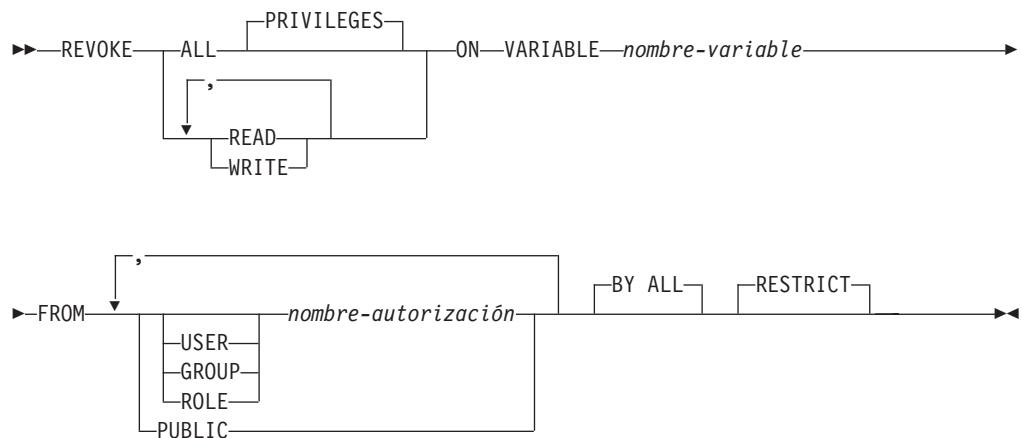 PRIVILEGES
REVOKE ALL ON VARIABLE nombre-variable
,
READ
WRITE
,
BY ALL RESTRICT
FROM nombre-autorización
USER
GROUP
ROLE
PUBLIC